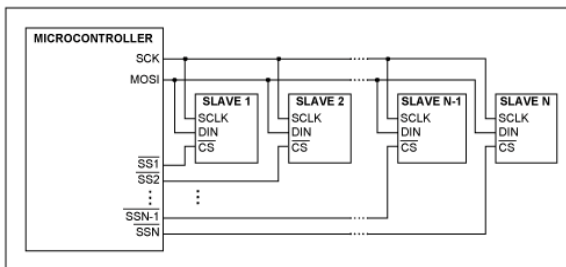 MICROCONTROLLER
SCK
MOSI
SLAVE 1
SCLK
DIN
CS
SLAVE 2
SCLK
DIN
CS
SLAVE N-1
SCLK
DIN
CS
SLAVE N
SCLK
DIN
CS
SS1
SS2
SSN-1
SSN